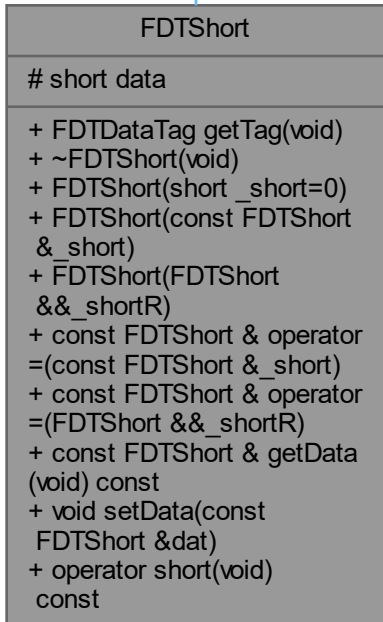 FDTShort
# short data
+ FDTDataTag getTag(void)
+ ~FDTShort(void)
+ FDTShort(short _short=0)
+ FDTShort(const FDTShort
&_short)
+ FDTShort(FDTShort
&&_shortR)
+ const FDTShort & operator
=(const FDTShort &_short)
+ const FDTShort & operator
=(FDTShort &&_shortR)
+ const FDTShort & getData
(void) const
+ void setData(const
FDTShort &dat)
+ operator short(void)
const